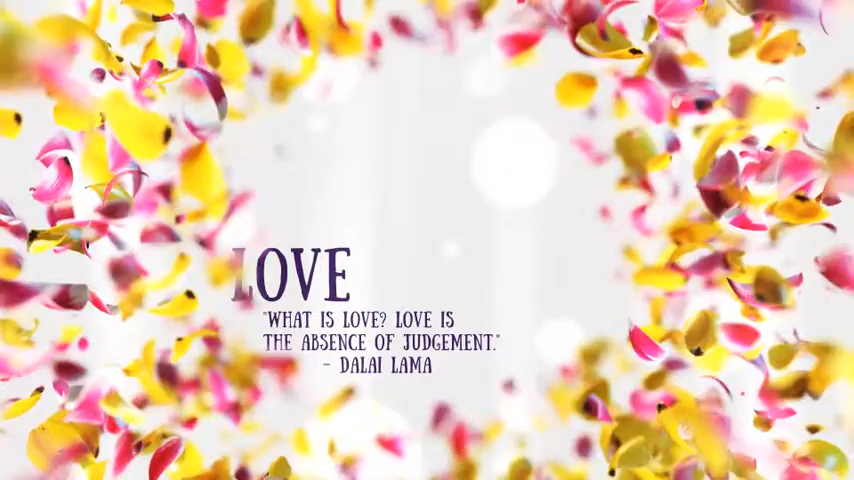 LOVE
"WHAT IS LOVE? LOVE IS
THE ABSENCE OF JUDGEMENT."
- DALAI LAMA